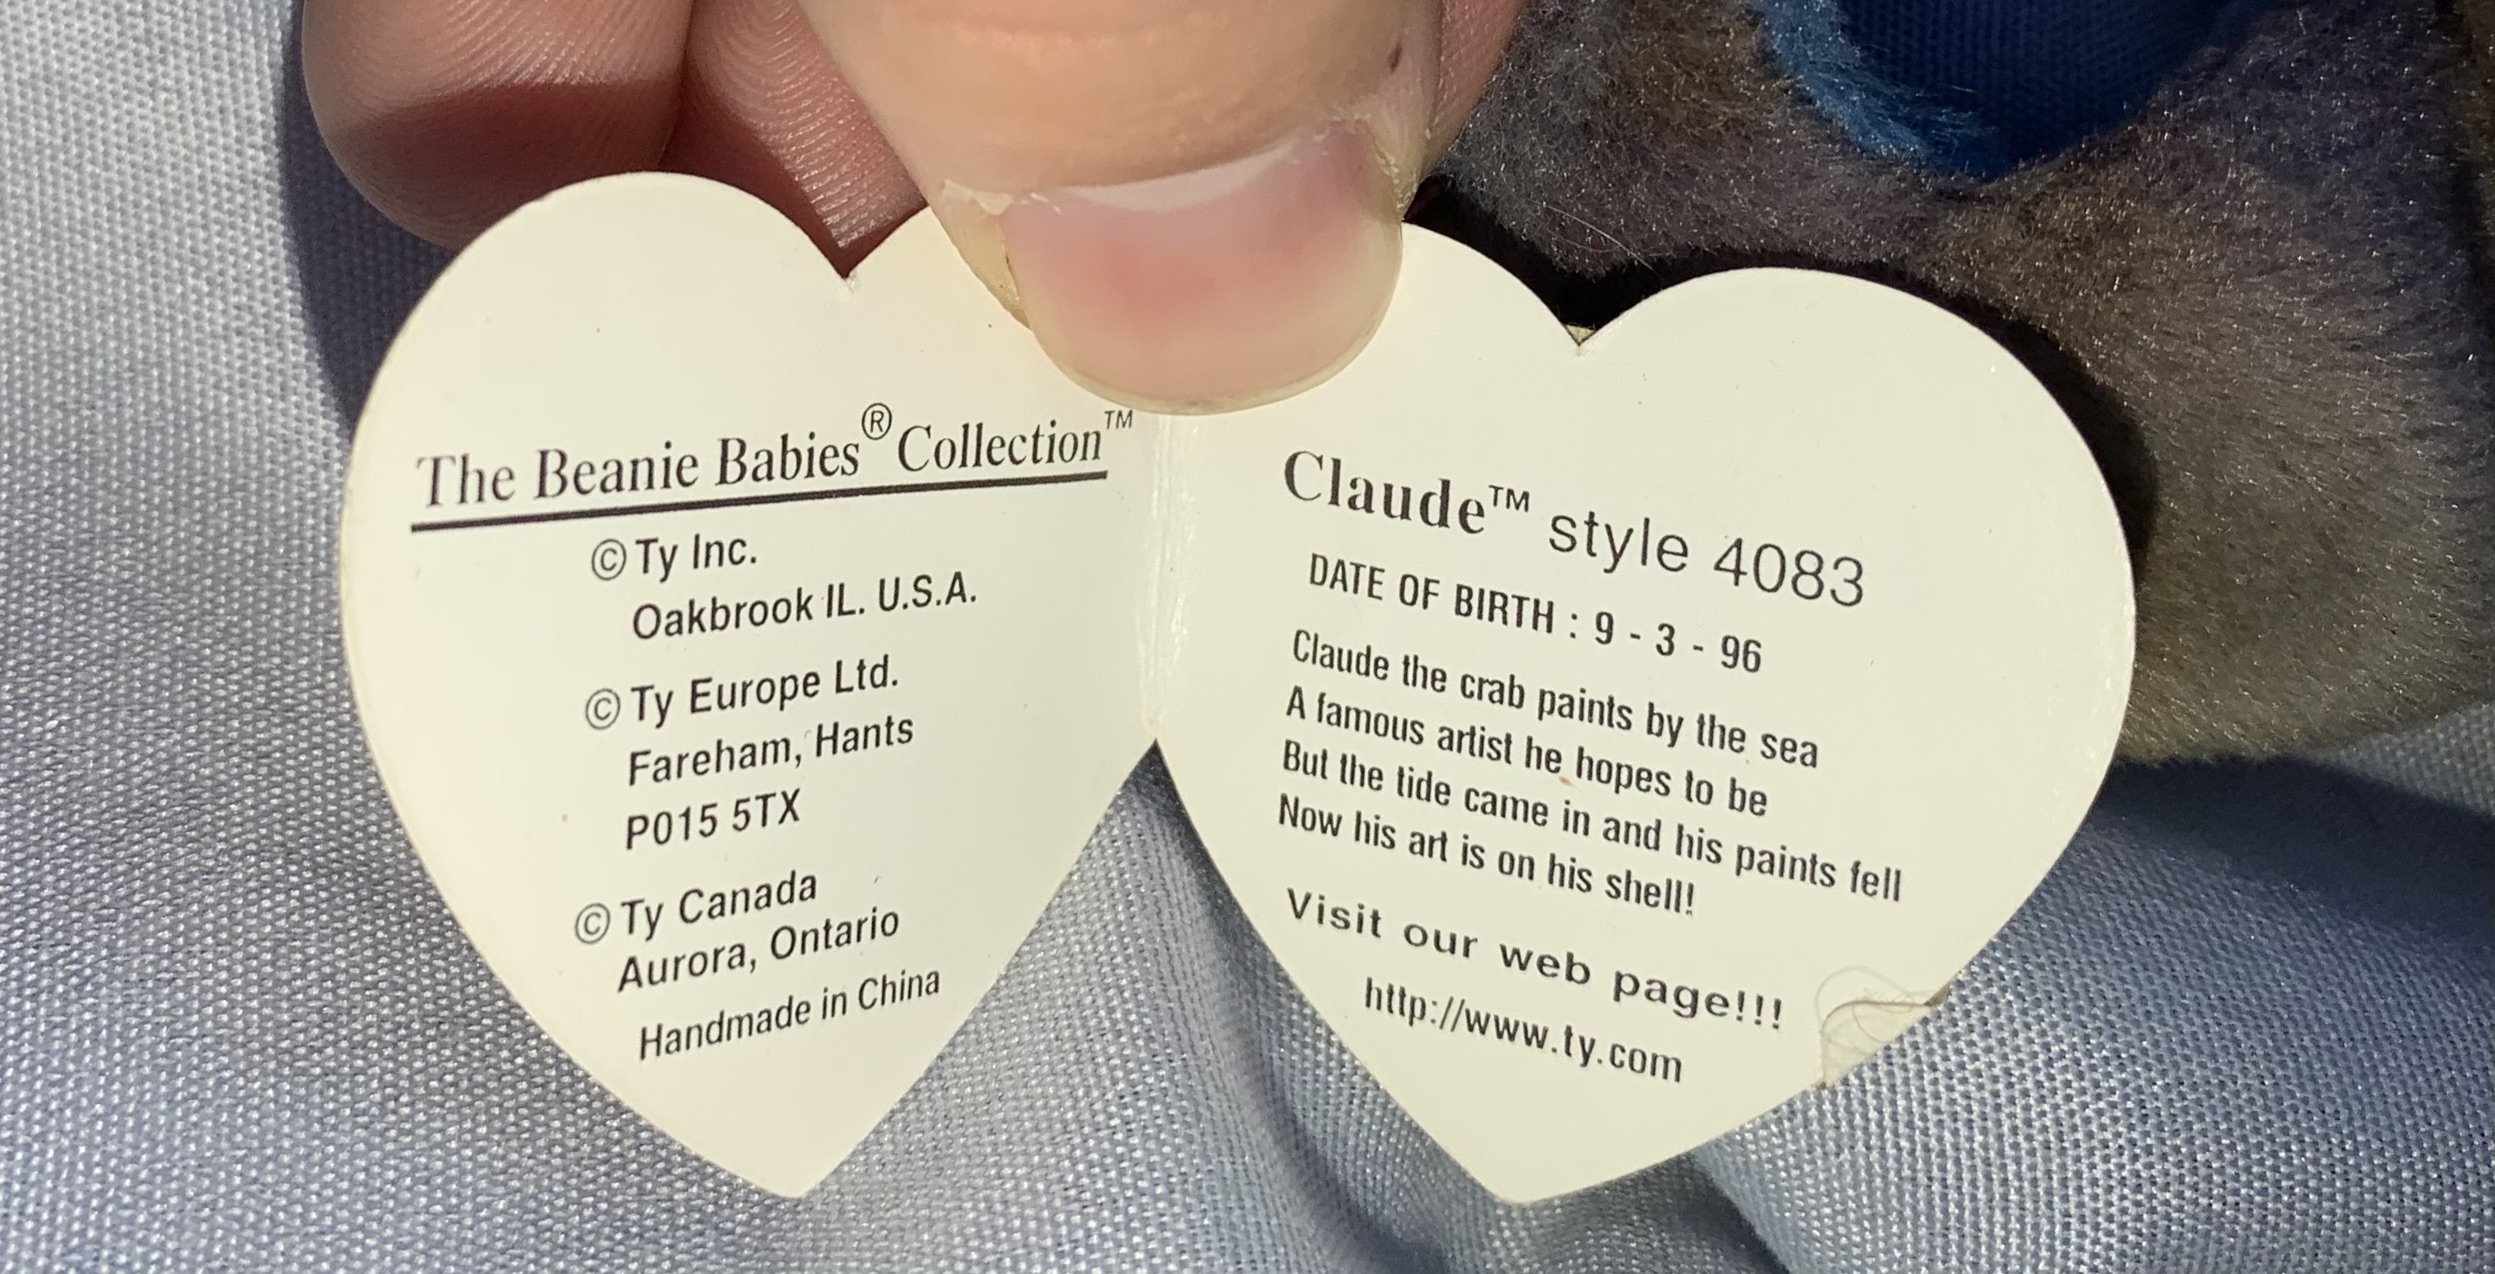 The Beanie Babies® Collection™
© Ty Inc.
Oakbrook IL. U.S.A.
© Ty Europe Ltd.
Fareham, Hants
P015 5TX
© Ty Canada
Aurora, Ontario
Handmade in China
Claude™ style 4083
DATE OF BIRTH : 9 - 3 - 96
Claude the crab paints by the sea
A famous artist he hopes to be
But the tide came in and his paints fell
Now his art is on his shell!
Visit our web page!!!
http://www.ty.com